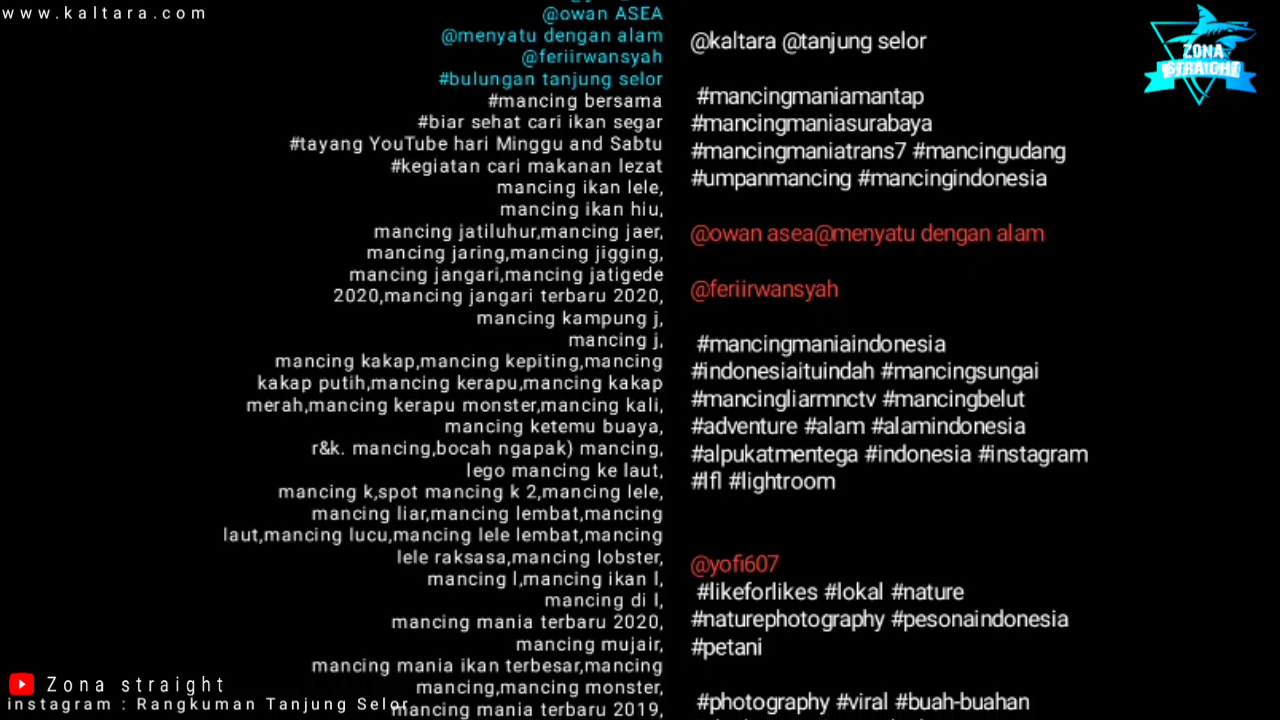 www.kaltara.com
@owan ASEA
@menyatu dengan alam
@feriirwansyah
#bulungan tanjung selor
#mancing bersama
#biar sehat cari ikan segar
#tayang YouTube hari Minggu and Sabtu
#kegiatan cari makanan lezat
mancing ikan lele,
mancing ikan hiu,
mancing jatiluhur,mancing jaer,
mancing jaring,mancing jigging,
mancing jangari,mancing jatigede
2020,mancing jangari terbaru 2020,
mancing kampung j,
mancing j,
mancing kakap,mancing kepiting,mancing
kakap putih,mancing kerapu,mancing kakap
merah,mancing kerapu monster,mancing kali,
mancing ketemu buaya,
r&k. mancing,bocah ngapak) mancing,
lego mancing ke laut,
mancing k,spot mancing k 2,mancing lele,
mancing liar,mancing lembat,mancing
laut,mancing lucu,mancing lele lembat,mancing
lele raksasa,mancing lobster,
mancing l,mancing ikan l,
mancing di l,
mancing mania terbaru 2020,
mancing mujair,
mancing mania ikan terbesar,mancing
mancing,mancing monster,
mancing mania terbaru 2019,
@kaltara @tanjung selor
#mancingmaniamantap
#mancingmaniasurabaya
#mancingmaniatrans7 #mancingudang
#umpanmancing #mancingindonesia
@owan asea@menyatu dengan alam
@feriirwansyah
#mancingmaniaindonesia
#indonesiaituindah #mancingsungai
#mancingliarmnctv #mancingbelut
#adventure #alam #alamindonesia
#alpukatmentega #indonesia #instagram
#lfl #lightroom
@yofi607
#likeforlikes #lokal #nature
#naturephotography #pesonaindonesia
#petani
#photography #viral #buah-buahan
ZONA
STRAIGHT
Zona straight
instagram : Rangkuman Tanjung Selor